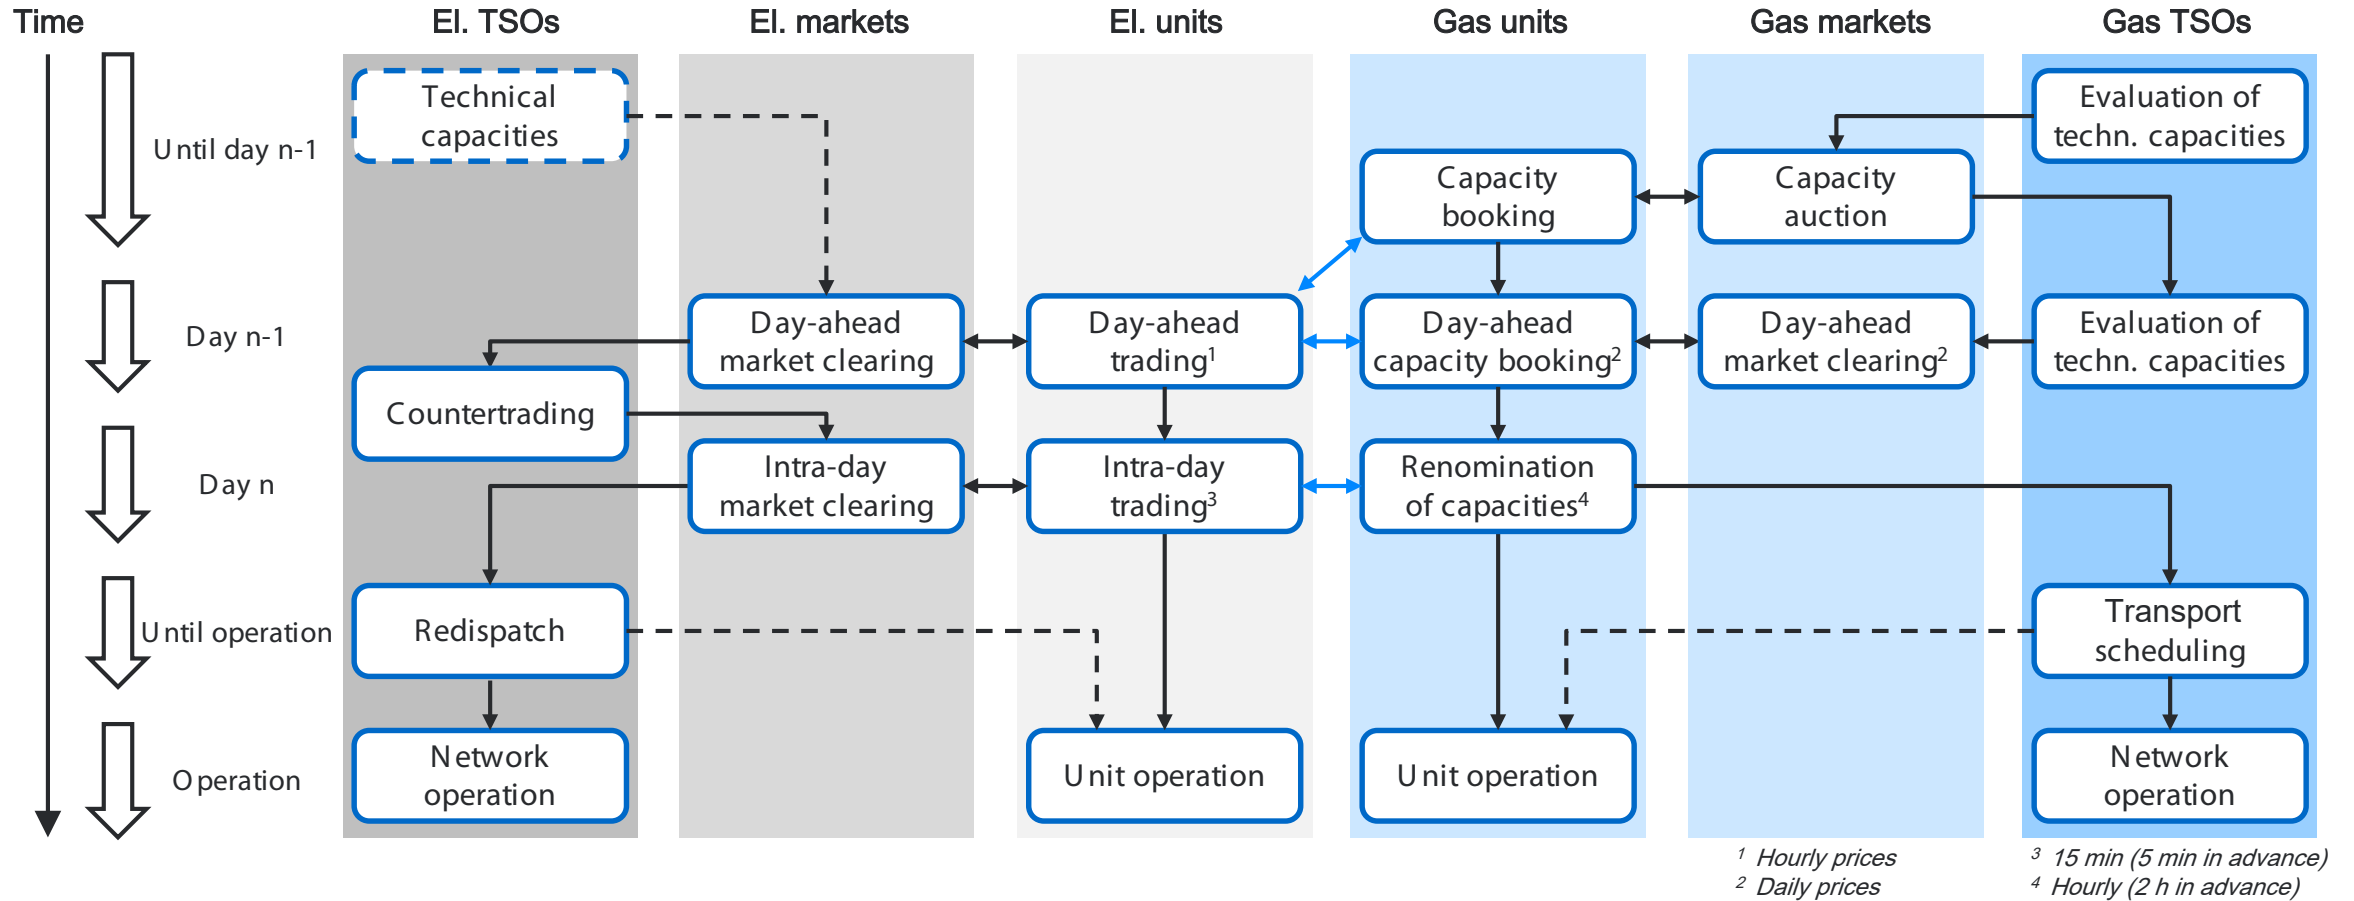 Time
El. TSOs
El. markets
El. units
Gas units
Gas markets
Gas TSOs
Until day n-1
Technical
capacities
Evaluation of
techn. capacities
Capacity
booking
Capacity
auction
Day n-1
Day-ahead
market clearing
Day-ahead
trading¹
Day-ahead
capacity booking²
Day-ahead
market clearing²
Evaluation of
techn. capacities
Countertrading
Day n
Intra-day
market clearing
Intra-day
trading³
Renomination
of capacities⁴
Until operation
Redispatch
Transport
scheduling
Operation
Network
operation
Unit operation
Unit operation
Network
operation
¹ Hourly prices
² Daily prices
³ 15 min (5 min in advance)
⁴ Hourly (2 h in advance)